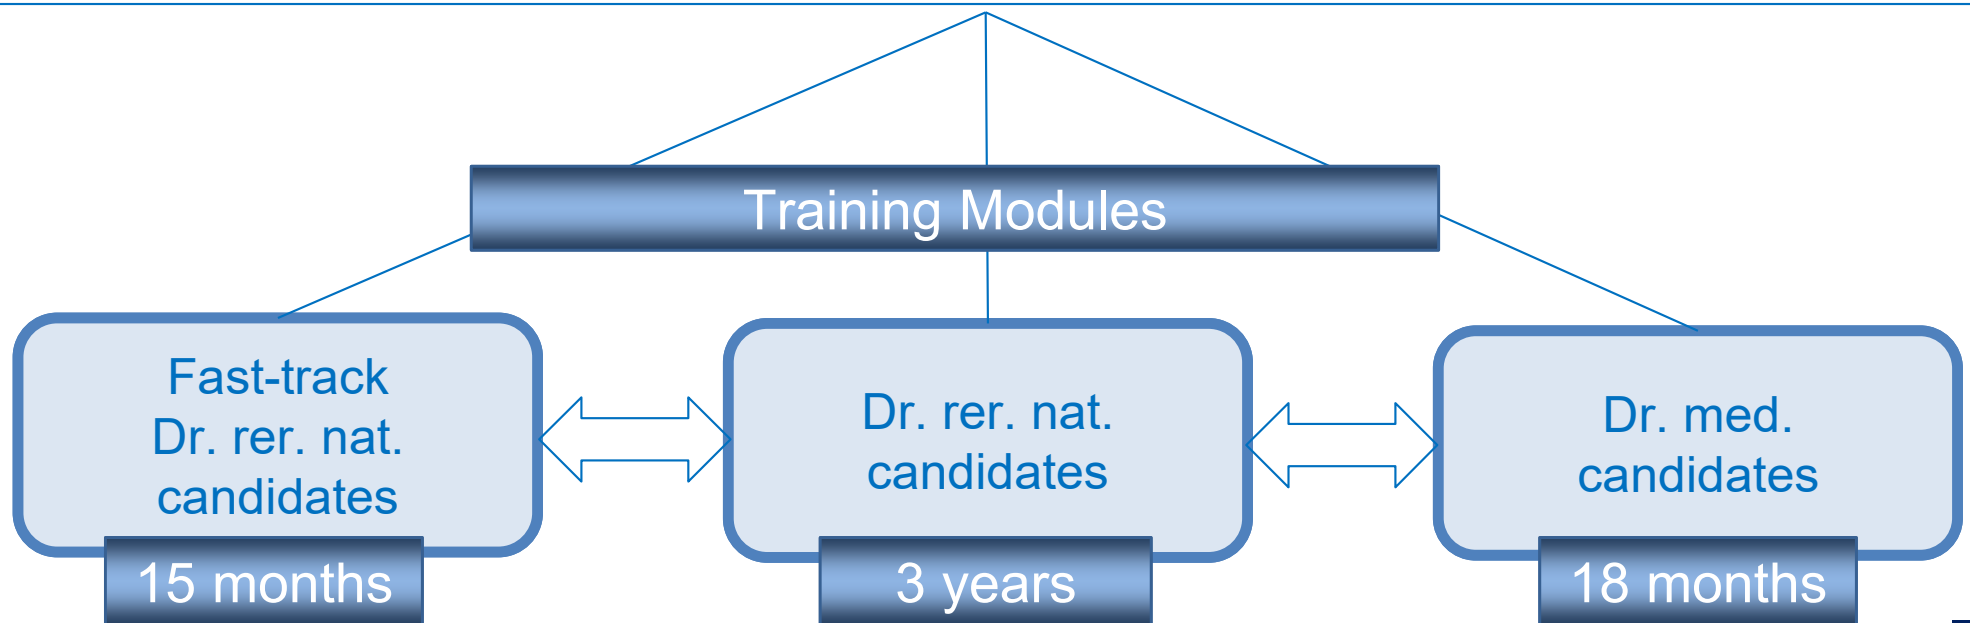 Training Modules
Fast-track
Dr. rer. nat.
candidates
15 months
Dr. rer. nat.
candidates
3 years
Dr. med.
candidates
18 months